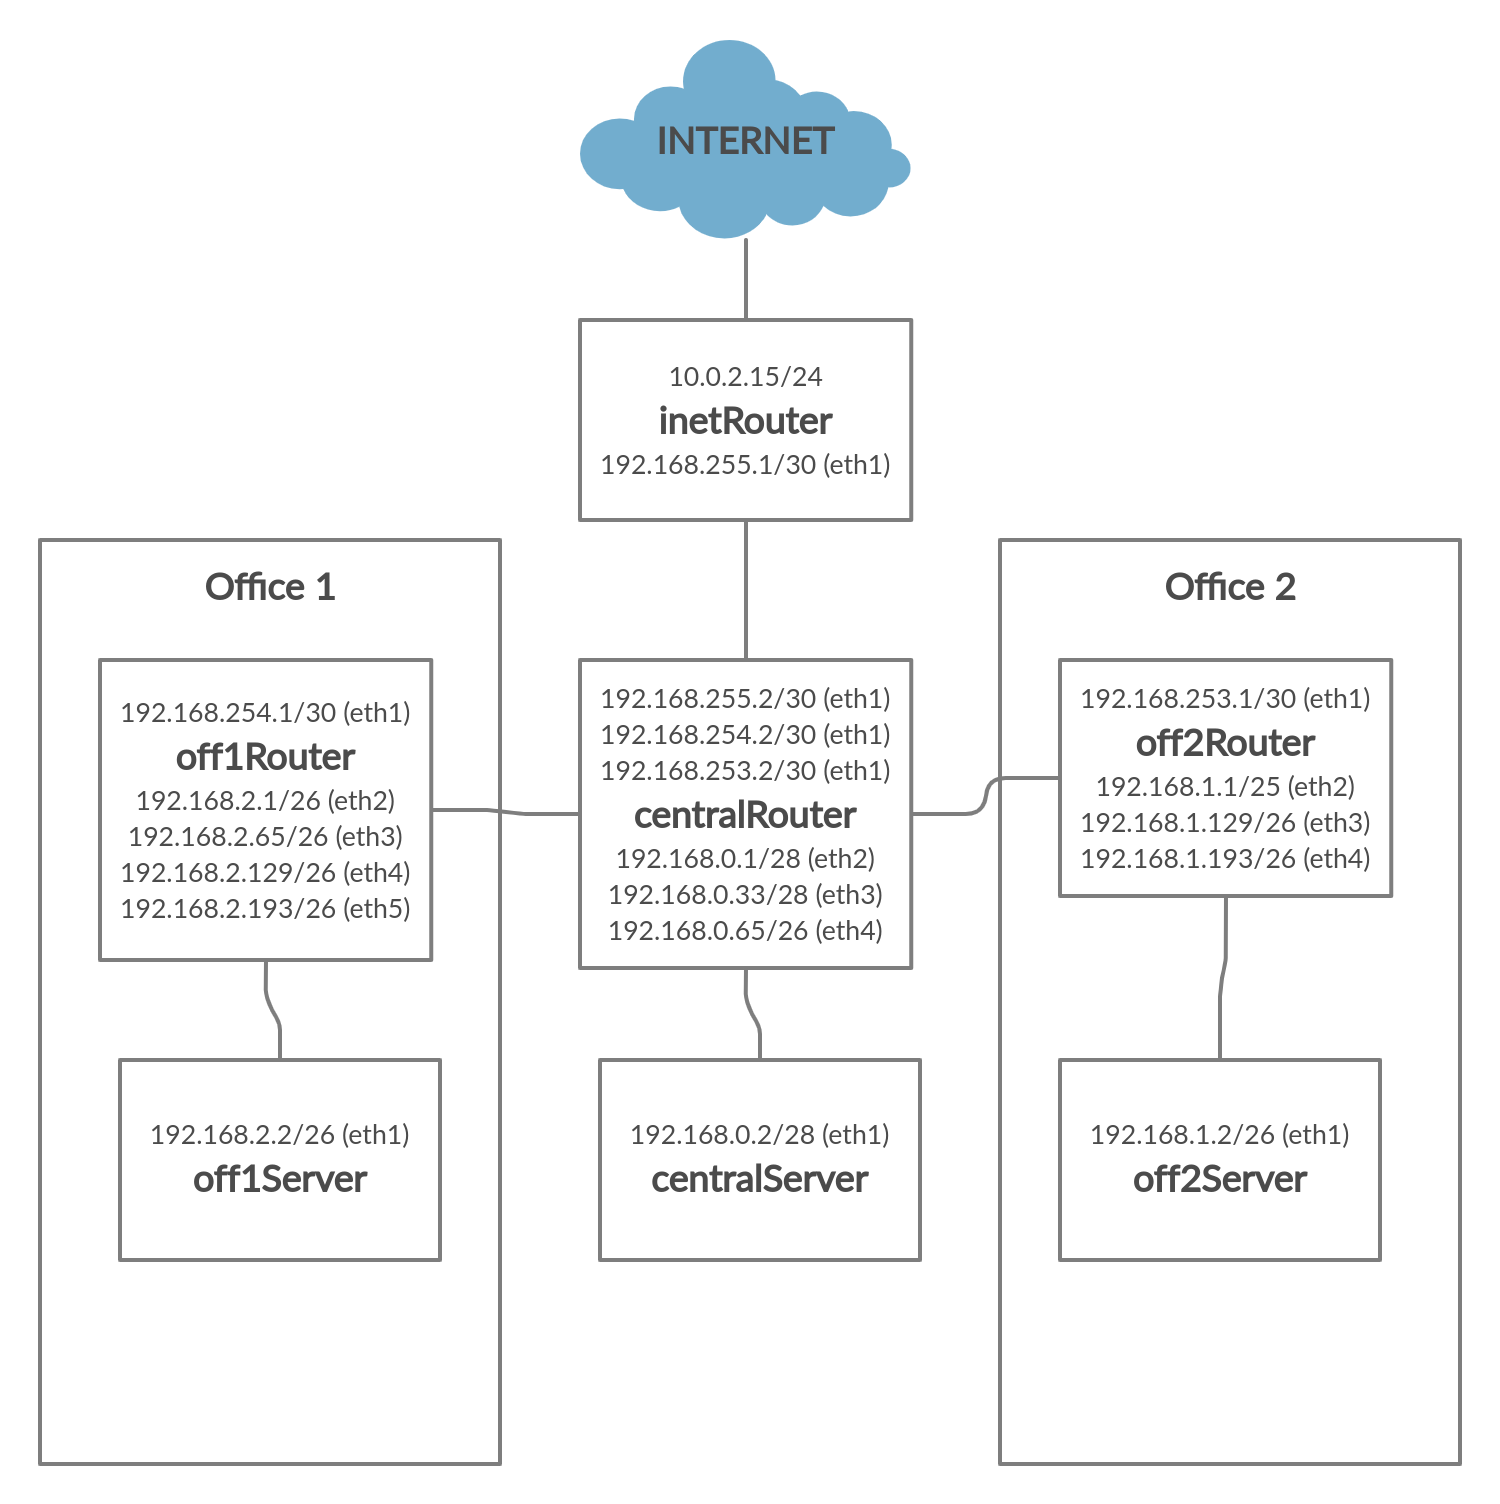 INTERNET
10.0.2.15/24
inetRouter
192.168.255.1/30 (eth1)
Office 1
192.168.254.1/30 (eth1)
off1Router
192.168.2.1/26 (eth2)
192.168.2.65/26 (eth3)
192.168.2.129/26 (eth4)
192.168.2.193/26 (eth5)
192.168.2.2/26 (eth1)
off1Server
192.168.255.2/30 (eth1)
192.168.254.2/30 (eth1)
192.168.253.2/30 (eth1)
centralRouter
192.168.0.1/28 (eth2)
192.168.0.33/28 (eth3)
192.168.0.65/26 (eth4)
192.168.0.2/28 (eth1)
centralServer
Office 2
192.168.253.1/30 (eth1)
off2Router
192.168.1.1/25 (eth2)
192.168.1.129/26 (eth3)
192.168.1.193/26 (eth4)
192.168.1.2/26 (eth1)
off2Server